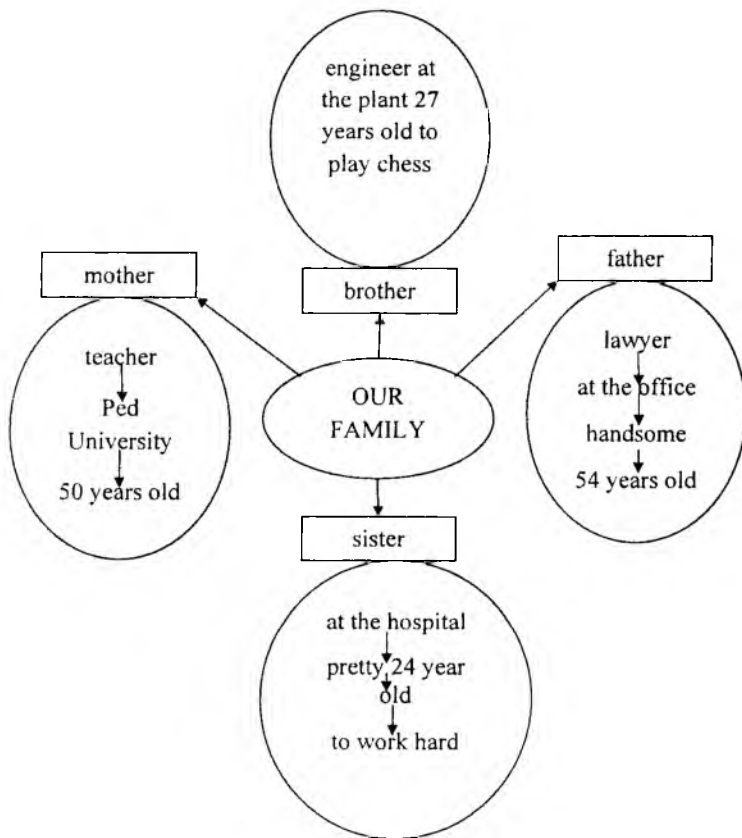 engineer at
the plant 27
years old to
play chess
mother
brother
father
teacher
Ped
University
50 years old
OUR
FAMILY
lawyer
at the office
handsome
54 years old
sister
at the hospital
pretty 24 year
old
to work hard